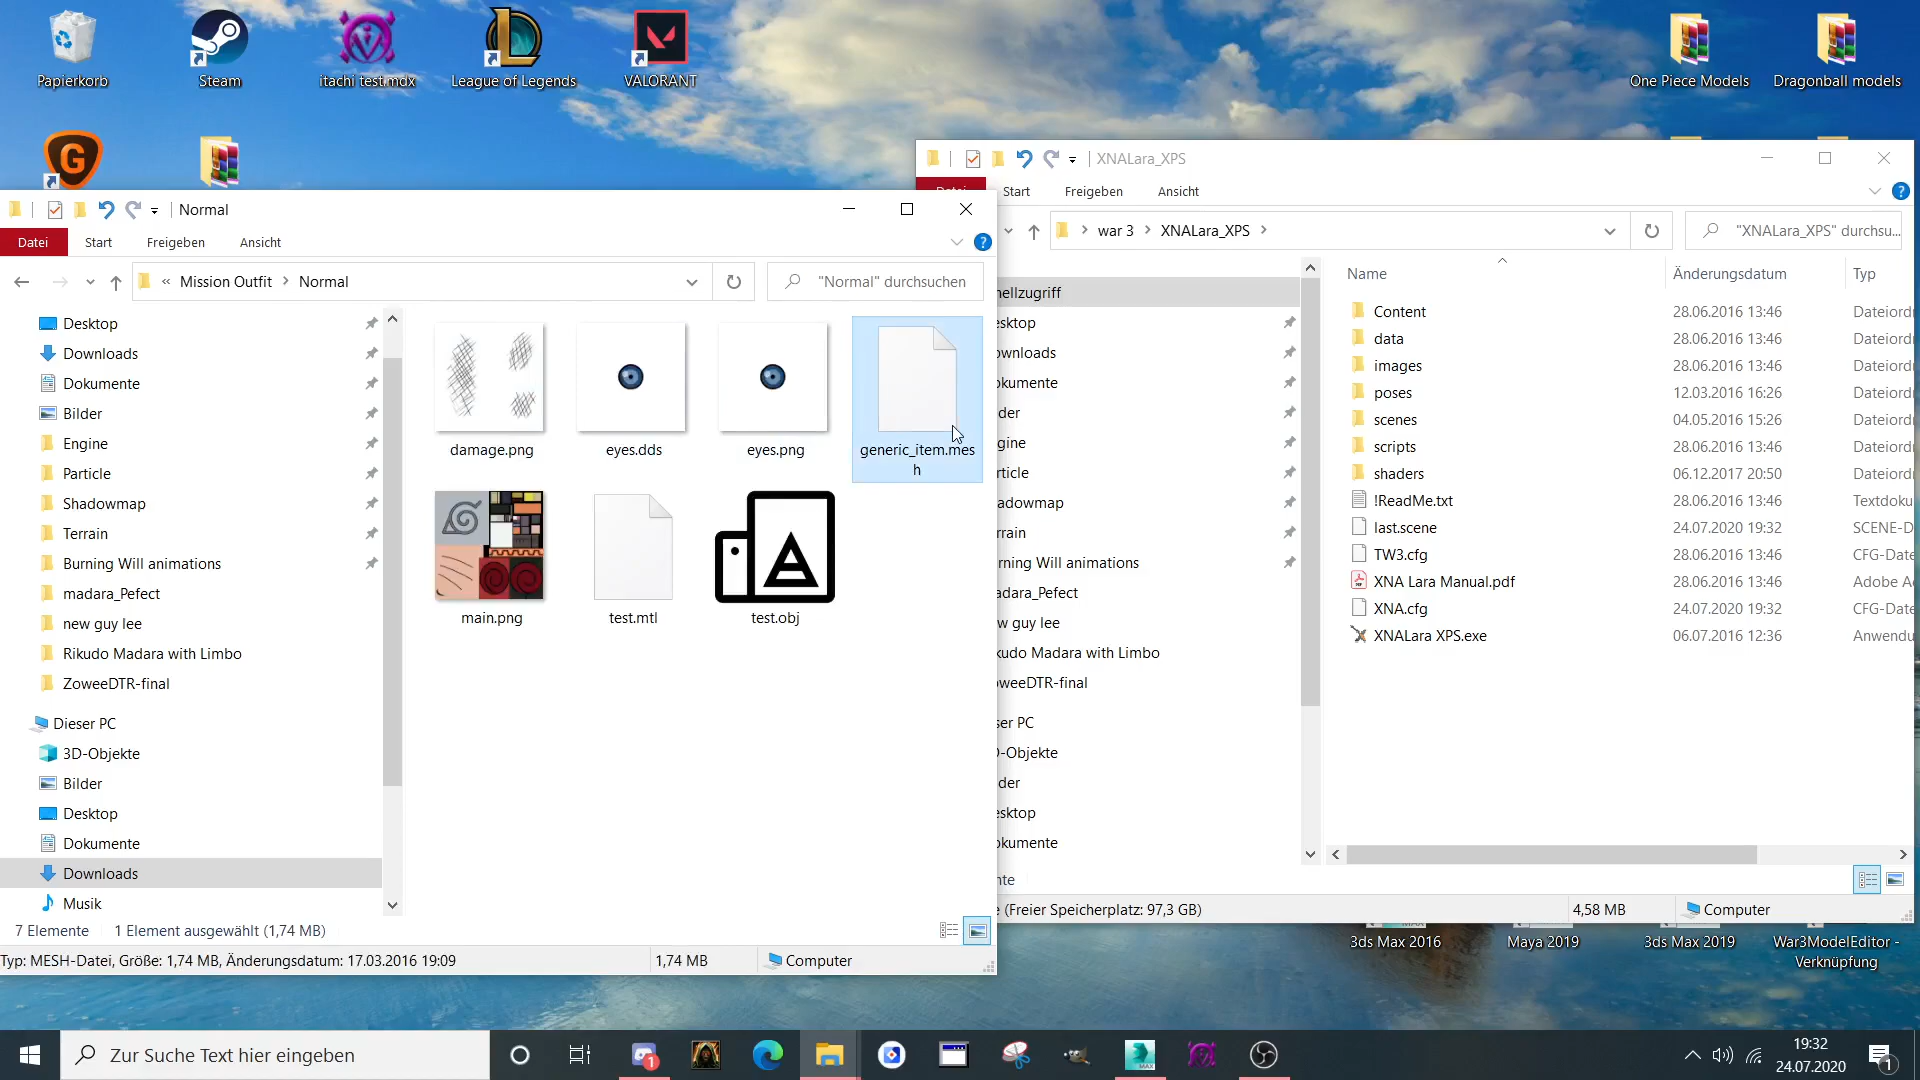 Papierkorb
Steam
itachi test.mdx
League of Legends
VALORANT
One Piece Models
Dragonball models
XNALara_XPS
Datei
Start
Freigeben
Ansicht
war 3
XNALara_XPS
"XNALara_XPS" durchsu...
Name
Änderungsdatum
Typ
Content 28.06.2016 13:46 Dateiord
data 28.06.2016 13:46 Dateiord
images 28.06.2016 13:46 Dateiord
poses 12.03.2016 16:26 Dateiord
scenes 04.05.2016 15:26 Dateiord
scripts 28.06.2016 13:46 Dateiord
shaders 06.12.2017 20:50 Dateiord
!ReadMe.txt 28.06.2016 13:46 Textdoku
last.scene 24.07.2020 19:32 SCENE-D
TW3.cfg 28.06.2016 13:46 CFG-Date
XNA Lara Manual.pdf 28.06.2016 13:46 Adobe A
XNA.cfg 24.07.2020 19:32 CFG-Date
XNALara XPS.exe 06.07.2016 12:36 Anwendu
nellzugriff
esktop
ownloads
okumente
der
gine
rticle
adowmap
rrain
rning Will animations
adara_Pefect
w guy lee
kudo Madara with Limbo
oweeDTR-final
ser PC
D-Objekte
der
esktop
okumente
nte
e (Freier Speicherplatz: 97,3 GB)
4,58 MB
Computer
Normal
Datei
Start
Freigeben
Ansicht
« Mission Outfit
Normal
"Normal" durchsuchen
Desktop
Downloads
Dokumente
Bilder
Engine
Particle
Shadowmap
Terrain
Burning Will animations
madara_Pefect
new guy lee
Rikudo Madara with Limbo
ZoweeDTR-final
Dieser PC
3D-Objekte
Bilder
Desktop
Dokumente
Downloads
Musik
damage.png
eyes.dds
eyes.png
generic_item.mes
h
main.png
test.mtl
test.obj
7 Elemente
1 Element ausgewählt (1,74 MB)
Typ: MESH-Datei, Größe: 1,74 MB, Änderungsdatum: 17.03.2016 19:09
1,74 MB
Computer
3ds Max 2016
Maya 2019
3ds Max 2019
War3ModelEditor -
Verknüpfung
Zur Suche Text hier eingeben
1
MAX
19:32
24.07.2020
1